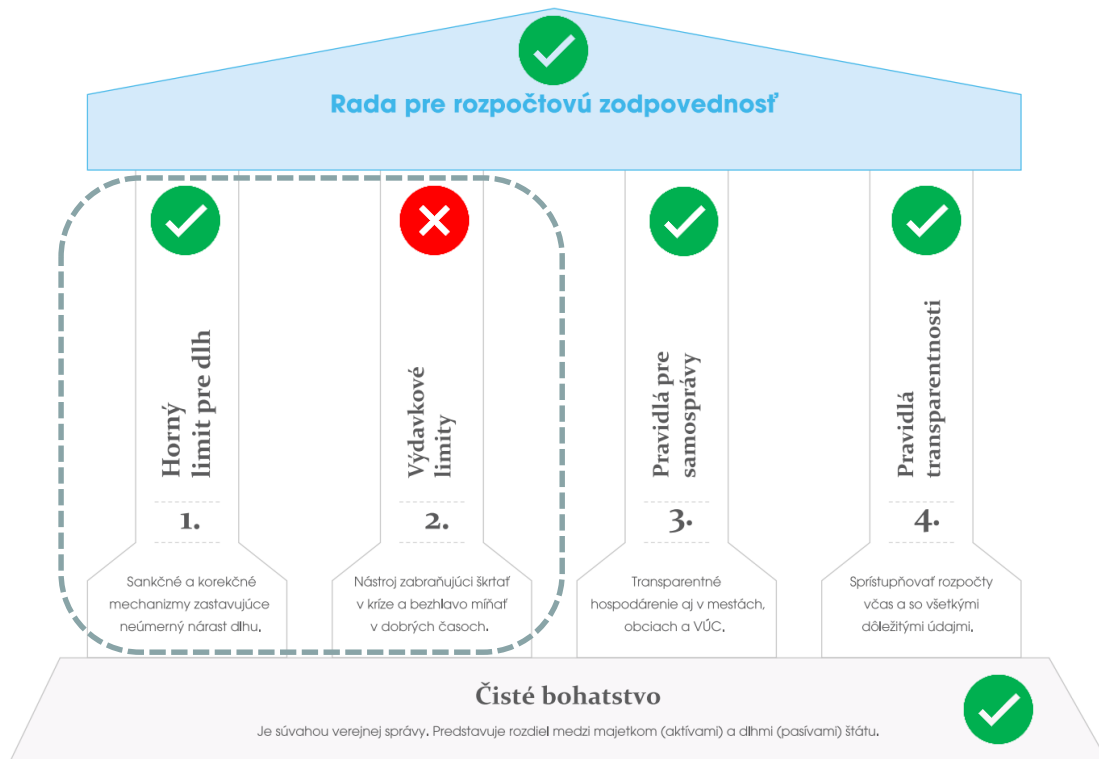 Rada pre rozpočtovú zodpovednosť
Horný
limit pre dlh
1.
Sankčné a korekčné
mechanizmy zastavujúce
neúmerný nárast dlhu.
Výdavkové
limity
2.
Nástroj zabraňujúci škrtať
v kríze a bezhlavo míňať
v dobrých časoch.
Pravidlá pre
samosprávy
3.
Transparentné
hospodárenie aj v mestách,
obciach a VÚC.
Pravidlá
transparentnosti
4.
Sprístupňovať rozpočty
včas a so všetkými
dôležitými údajmi.
Čisté bohatstvo
Je súvahou verejnej správy. Predstavuje rozdiel medzi majetkom (aktívami) a dlhmi (pasívami) štátu.